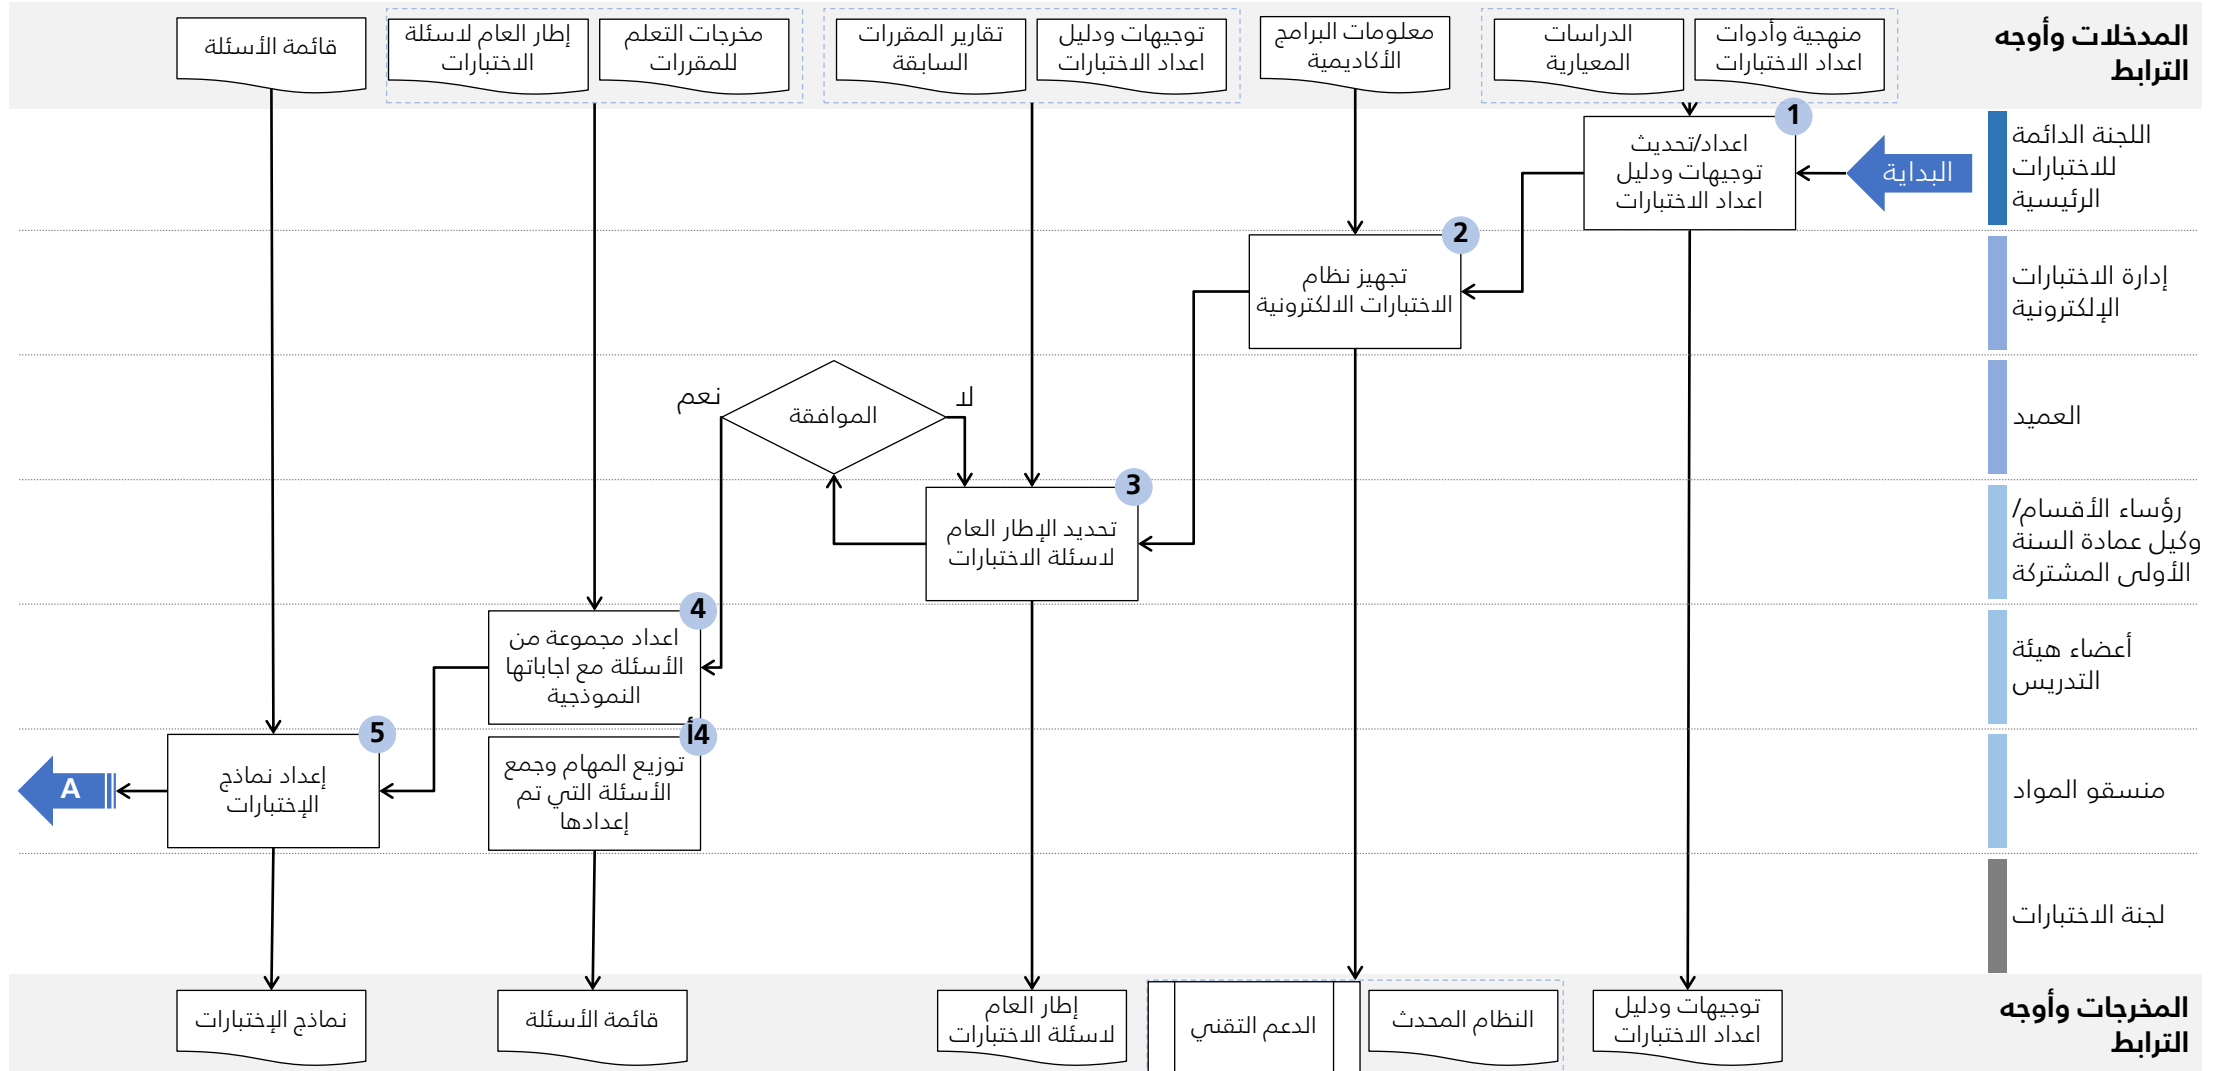 المدخلات وأوجه
الترابط
منهجية وأدوات
اعداد الاختبارات
الدراسات
المعيارية
معلومات البرامج
الأكاديمية
توجيهات ودليل
اعداد الاختبارات
تقارير المقررات
السابقة
مخرجات التعلم
للمقررات
إطار العام لاسئلة
الاختبارات
قائمة الأسئلة
اللجنة الدائمة
للاختبارات
الرئيسية
البداية
1
اعداد/تحديث
توجيهات ودليل
اعداد الاختبارات
إدارة الاختبارات
الإلكترونية
2
تجهيز نظام
الاختبارات الالكترونية
العميد
لا
الموافقة
نعم
رؤساء الأقسام/
وكيل عمادة السنة
الأولى المشتركة
3
تحديد الإطار العام
لاسئلة الاختبارات
أعضاء هيئة
التدريس
4
اعداد مجموعة من
الأسئلة مع اجاباتها
النموذجية
منسقو المواد
4أ
توزيع المهام وجمع
الأسئلة التي تم
إعدادها
5
إعداد نماذج
الإختبارات
A
لجنة الاختبارات
المخرجات وأوجه
الترابط
توجيهات ودليل
اعداد الاختبارات
النظام المحدث
الدعم التقني
إطار العام
لاسئلة الاختبارات
قائمة الأسئلة
نماذج الإختبارات